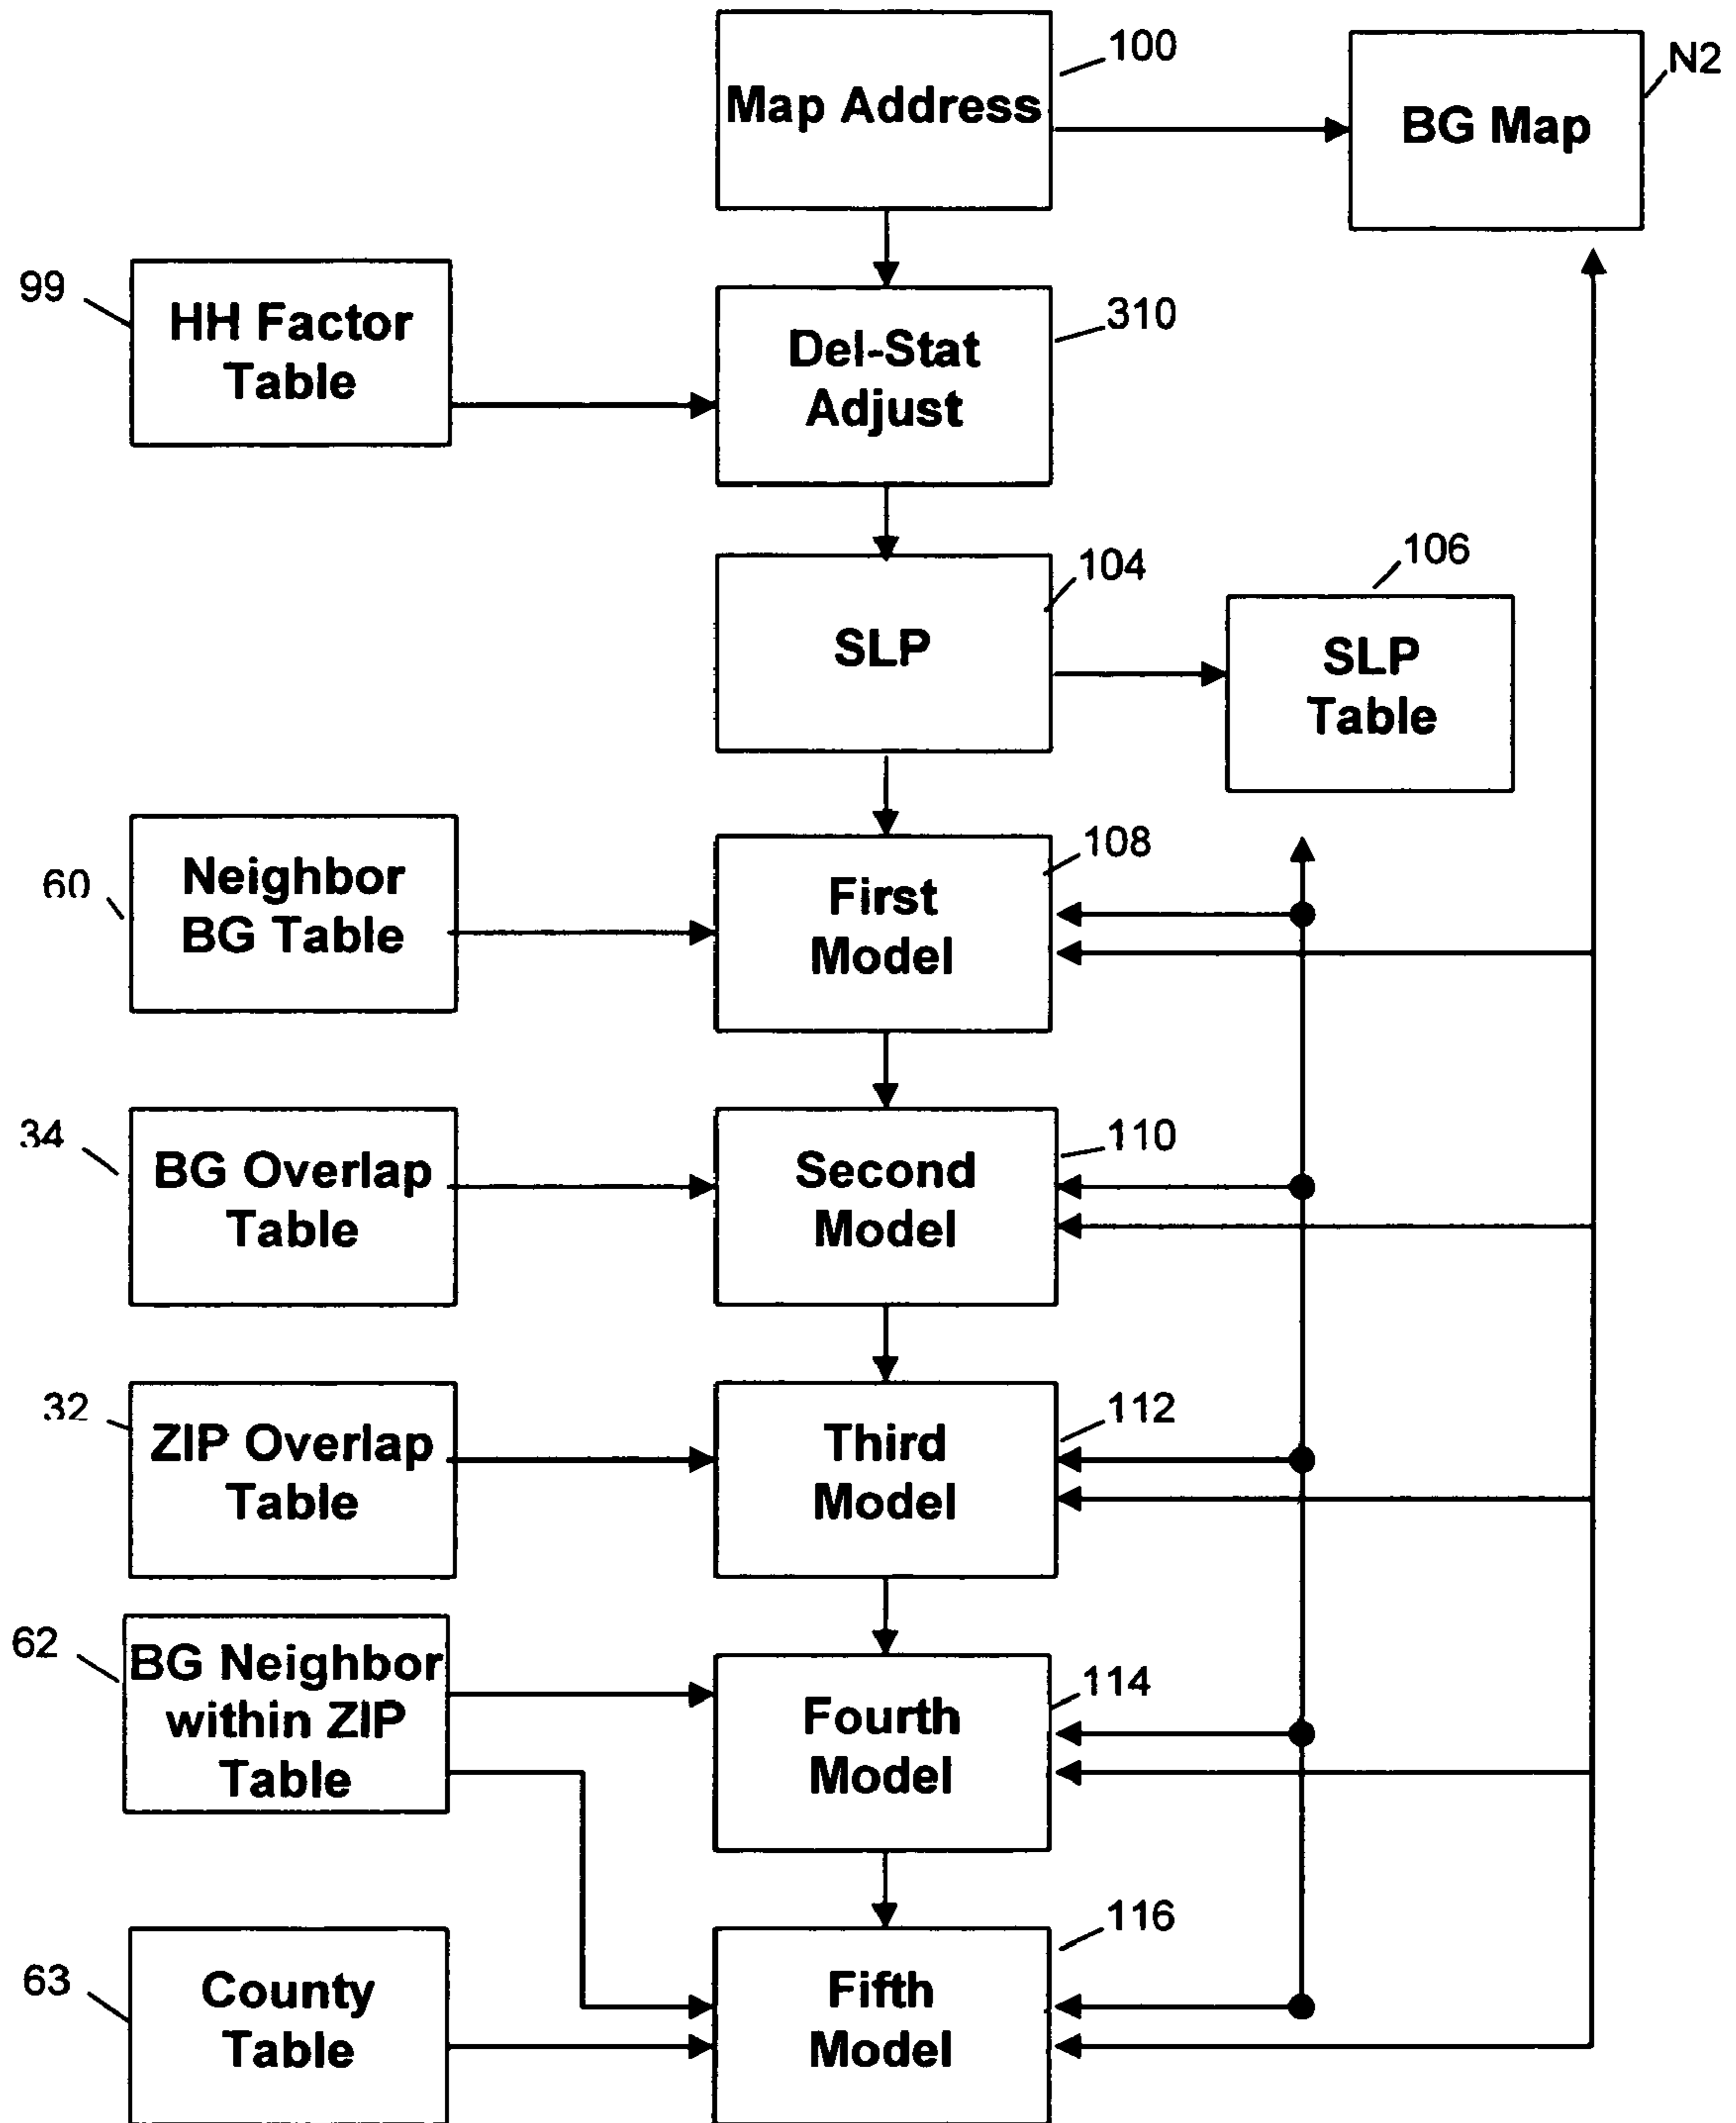 100
Map Address
N2
BG Map
99
HH Factor
Table
310
Del-Stat
Adjust
104
SLP
106
SLP
Table
60
Neighbor
BG Table
108
First
Model
34
BG Overlap
Table
110
Second
Model
32
ZIP Overlap
Table
112
Third
Model
62
BG Neighbor
within ZIP
Table
114
Fourth
Model
63
County
Table
116
Fifth
Model